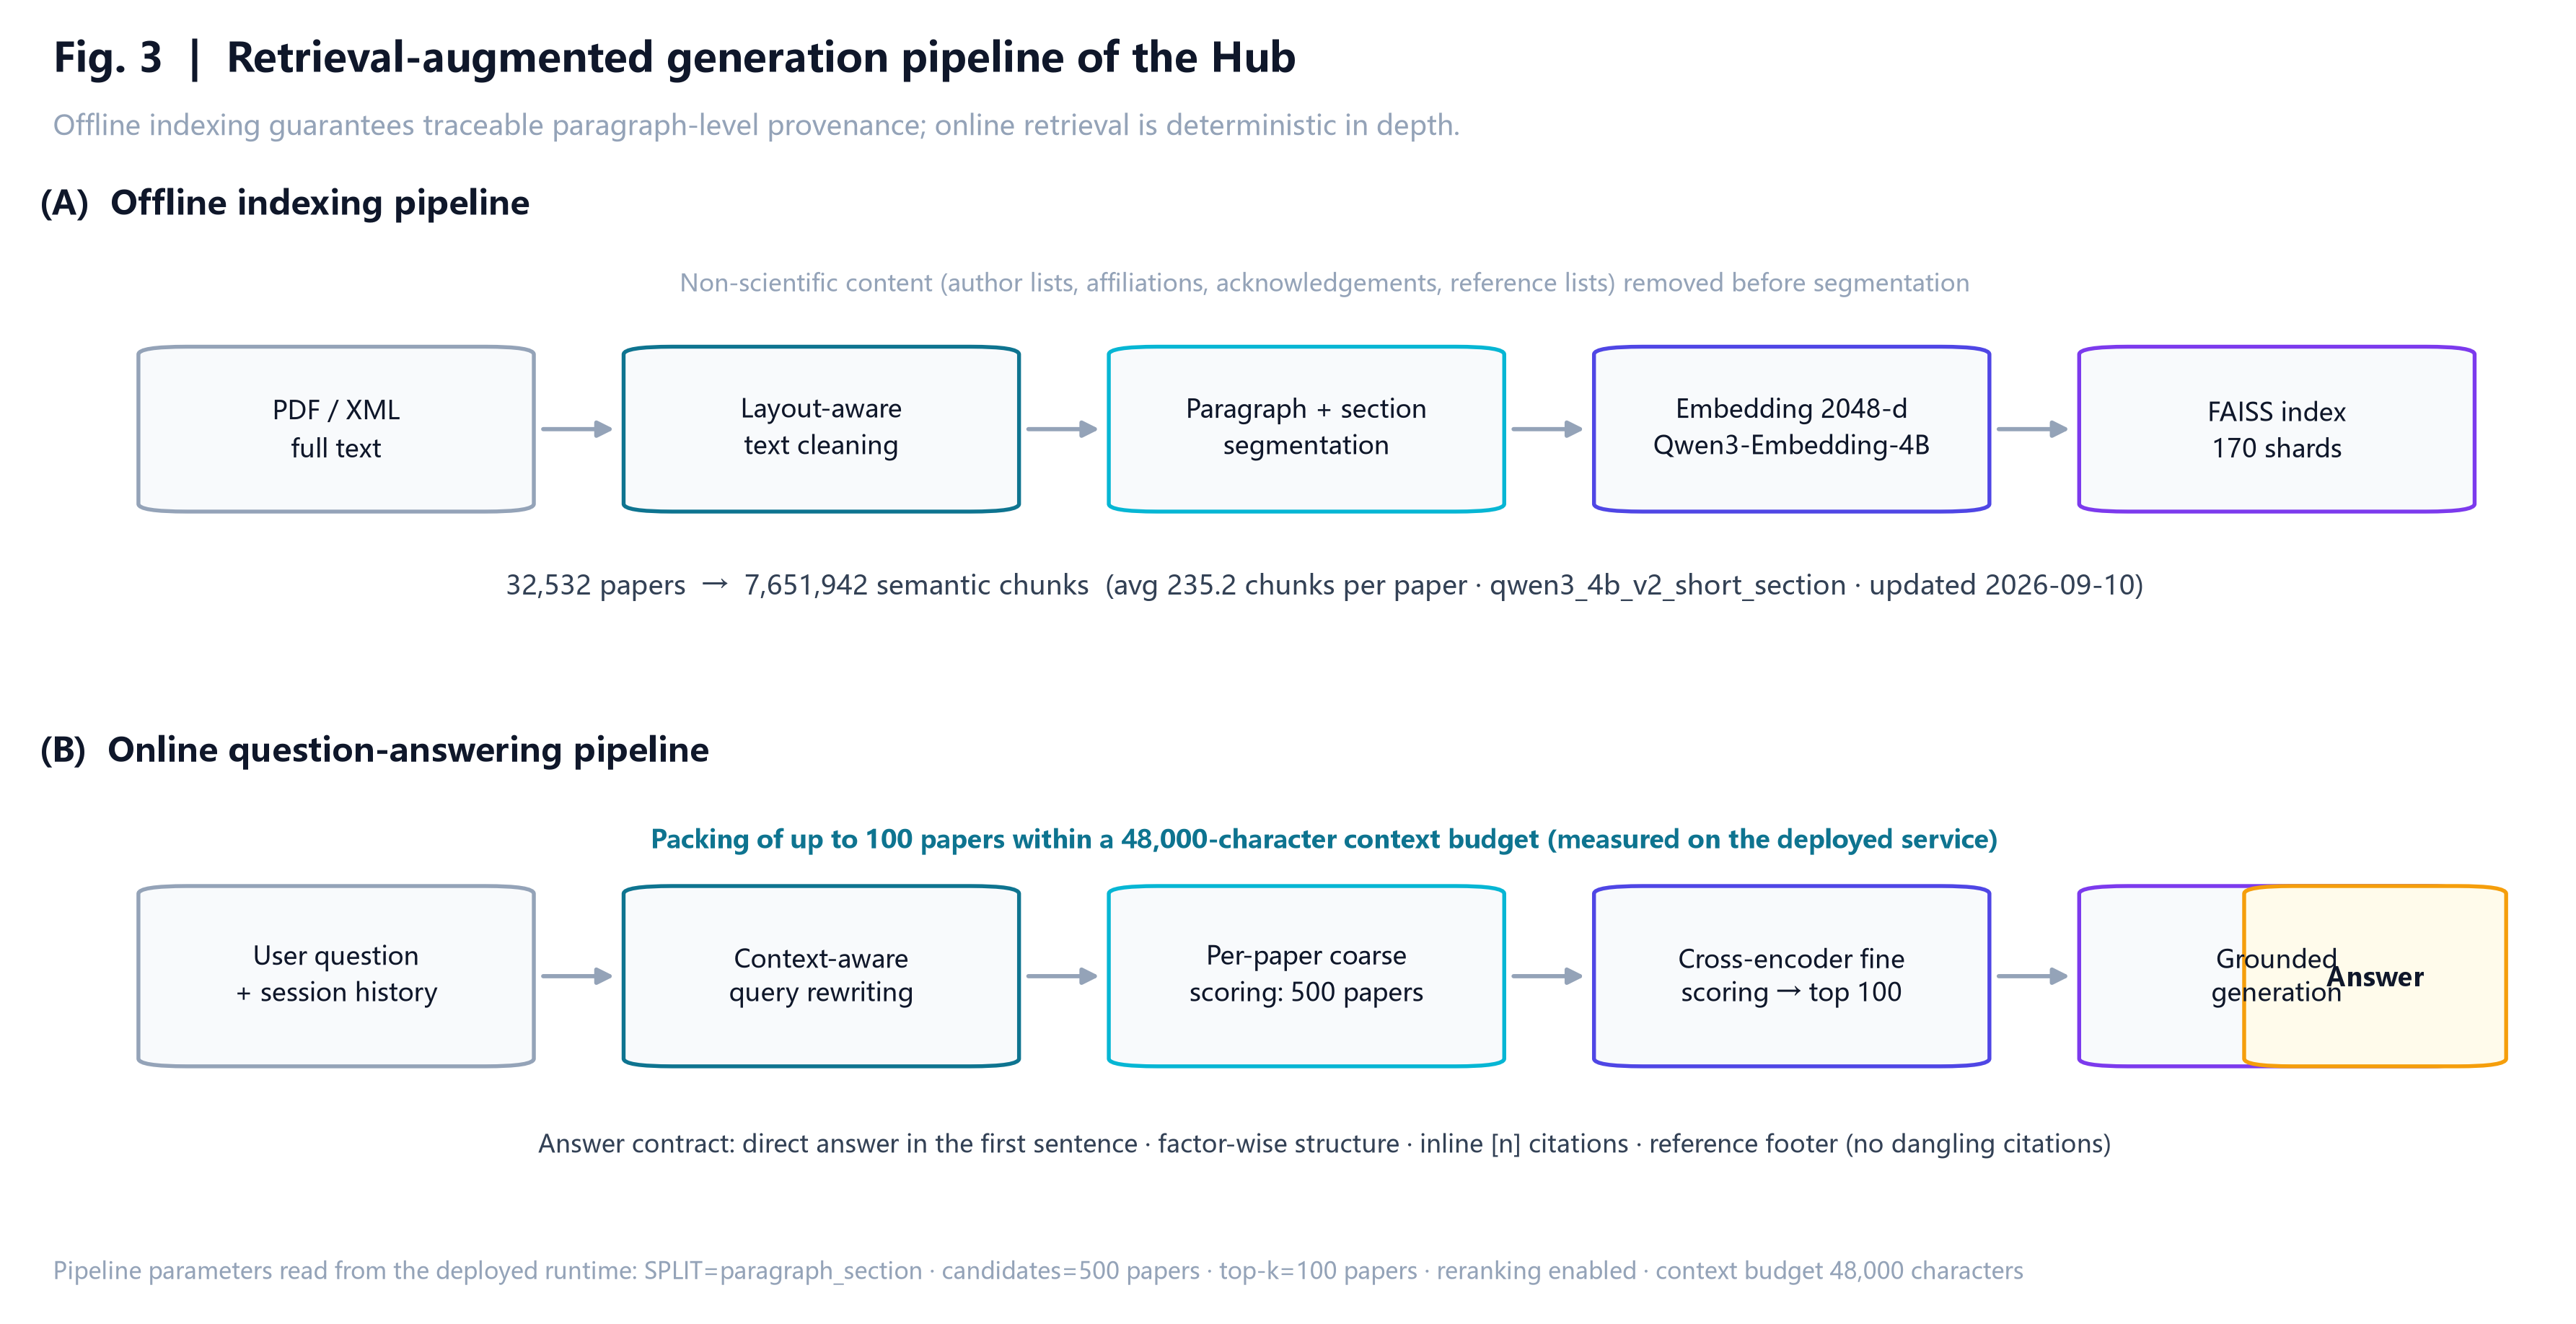 Fig. 3 | Retrieval-augmented generation pipeline of the Hub
Offline indexing guarantees traceable paragraph-level provenance; online retrieval is deterministic in depth.
(A) Offline indexing pipeline
Non-scientific content (author lists, affiliations, acknowledgements, reference lists) removed before segmentation
PDF / XML
full text
Layout-aware
text cleaning
Paragraph + section
segmentation
Embedding 2048-d
Qwen3-Embedding-4B
FAISS index
170 shards
32,532 papers → 7,651,942 semantic chunks (avg 235.2 chunks per paper · qwen3_4b_v2_short_section · updated 2026-09-10)
(B) Online question-answering pipeline
Packing of up to 100 papers within a 48,000-character context budget (measured on the deployed service)
User question
+ session history
Context-aware
query rewriting
Per-paper coarse
scoring: 500 papers
Cross-encoder fine
scoring → top 100
Grounded
generation
Answer
Answer contract: direct answer in the first sentence · factor-wise structure · inline [n] citations · reference footer (no dangling citations)
Pipeline parameters read from the deployed runtime: SPLIT=paragraph_section · candidates=500 papers · top-k=100 papers · reranking enabled · context budget 48,000 characters